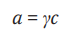 a = γc